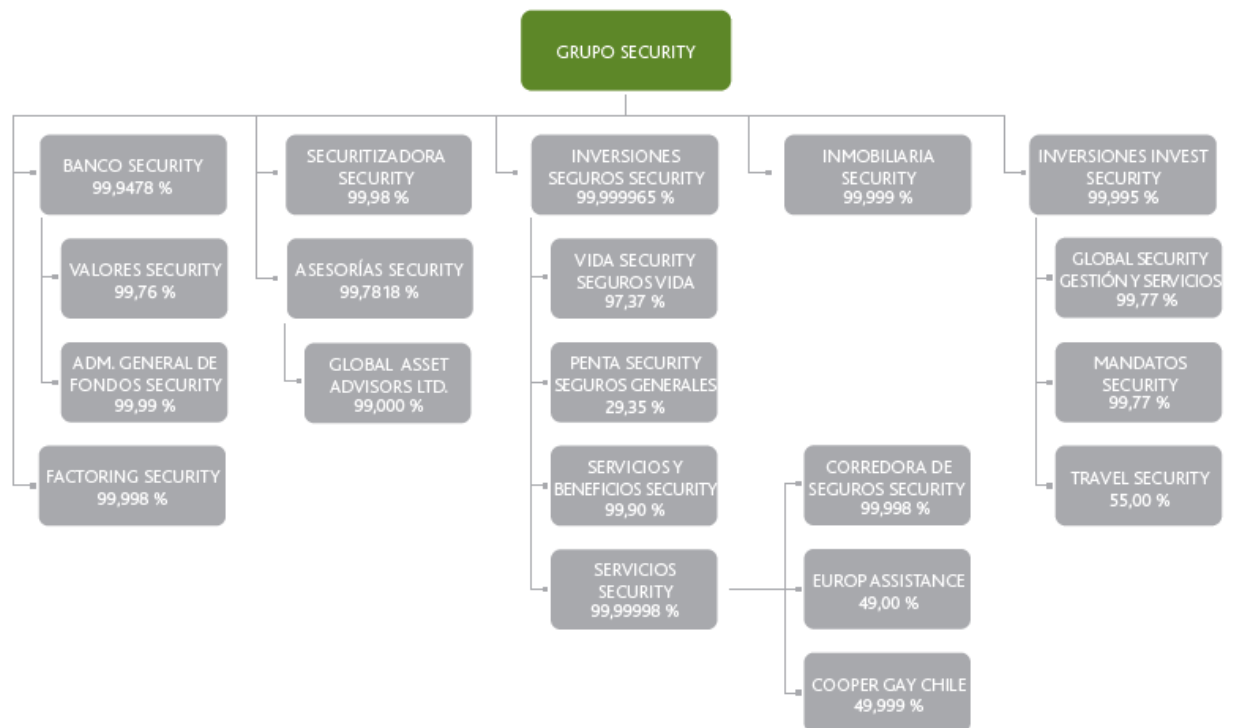 GRUPO SECURITY
BANCO SECURITY
99,9478 %
VALORES SECURITY
99,76 %
ADM. GENERAL DE
FONDOS SECURITY
99,99 %
FACTORING SECURITY
99,998 %
SECURITIZADORA
SECURITY
99,98 %
ASESORÍAS SECURITY
99,7818 %
GLOBAL ASSET
ADVISORS LTD.
99,000 %
INVERSIONES
SEGUROS SECURITY
99,999965 %
VIDA SECURITY
SEGUROS VIDA
97,37 %
PENTA SECURITY
SEGUROS GENERALES
29,35 %
SERVICIOS Y
BENEFICIOS SECURITY
99,90 %
SERVICIOS
SECURITY
99,99998 %
CORREDORA DE
SEGUROS SECURITY
99,998 %
EUROP ASSISTANCE
49,00 %
COOPER GAY CHILE
49,999 %
INMOBILIARIA
SECURITY
99,999 %
INVERSIONES INVEST
SECURITY
99,995 %
GLOBAL SECURITY
GESTIÓN Y SERVICIOS
99,77 %
MANDATOS
SECURITY
99,77 %
TRAVEL SECURITY
55,00 %